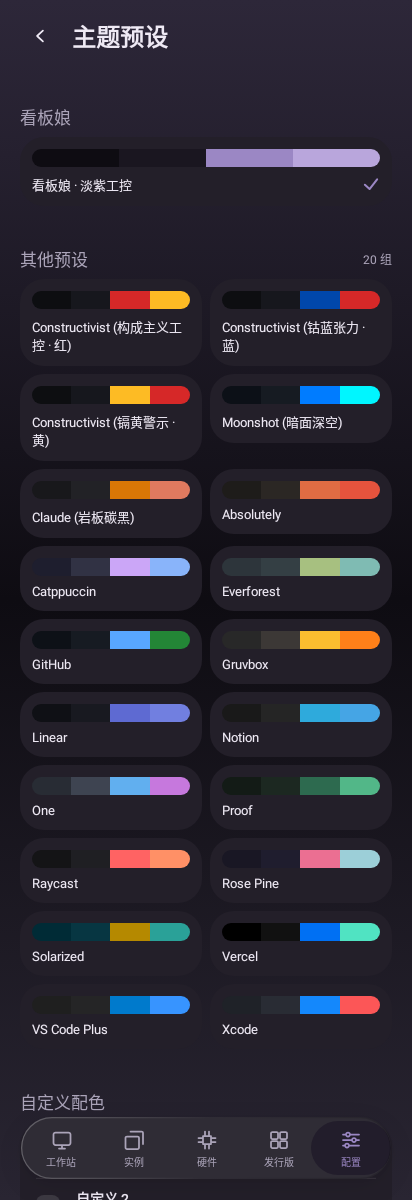 主题预设
看板娘
看板娘 · 淡紫工控
其他预设
20 组
Constructivist (构成主义工
控 · 红)
Constructivist (钴蓝张力 ·
蓝)
Constructivist (镉黄警示 ·
黄)
Moonshot (暗面深空)
Claude (岩板碳黑)
Absolutely
Catppuccin
Everforest
GitHub
Gruvbox
Linear
Notion
One
Proof
Raycast
Rose Pine
Solarized
Vercel
VS Code Plus
Xcode
自定义配色
工作站
实例
硬件
发行版
配置
自定义 2